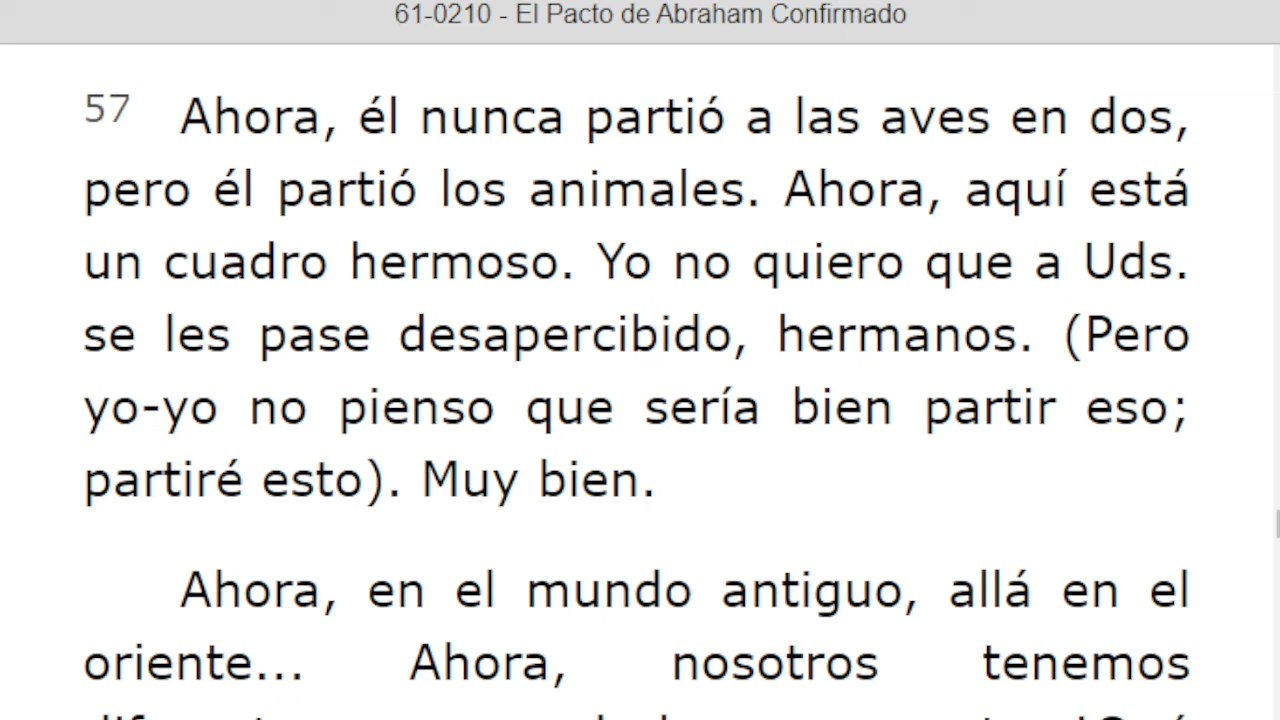 61-0210 - El Pacto de Abraham Confirmado
57 Ahora, él nunca partió a las aves en dos,
pero él partió los animales. Ahora, aquí está
un cuadro hermoso. Yo no quiero que a Uds.
se les pase desapercibido, hermanos. (Pero
yo-yo no pienso que sería bien partir eso;
partiré esto). Muy bien.
Ahora, en el mundo antiguo, allá en el
oriente... Ahora, nosotros tenemos